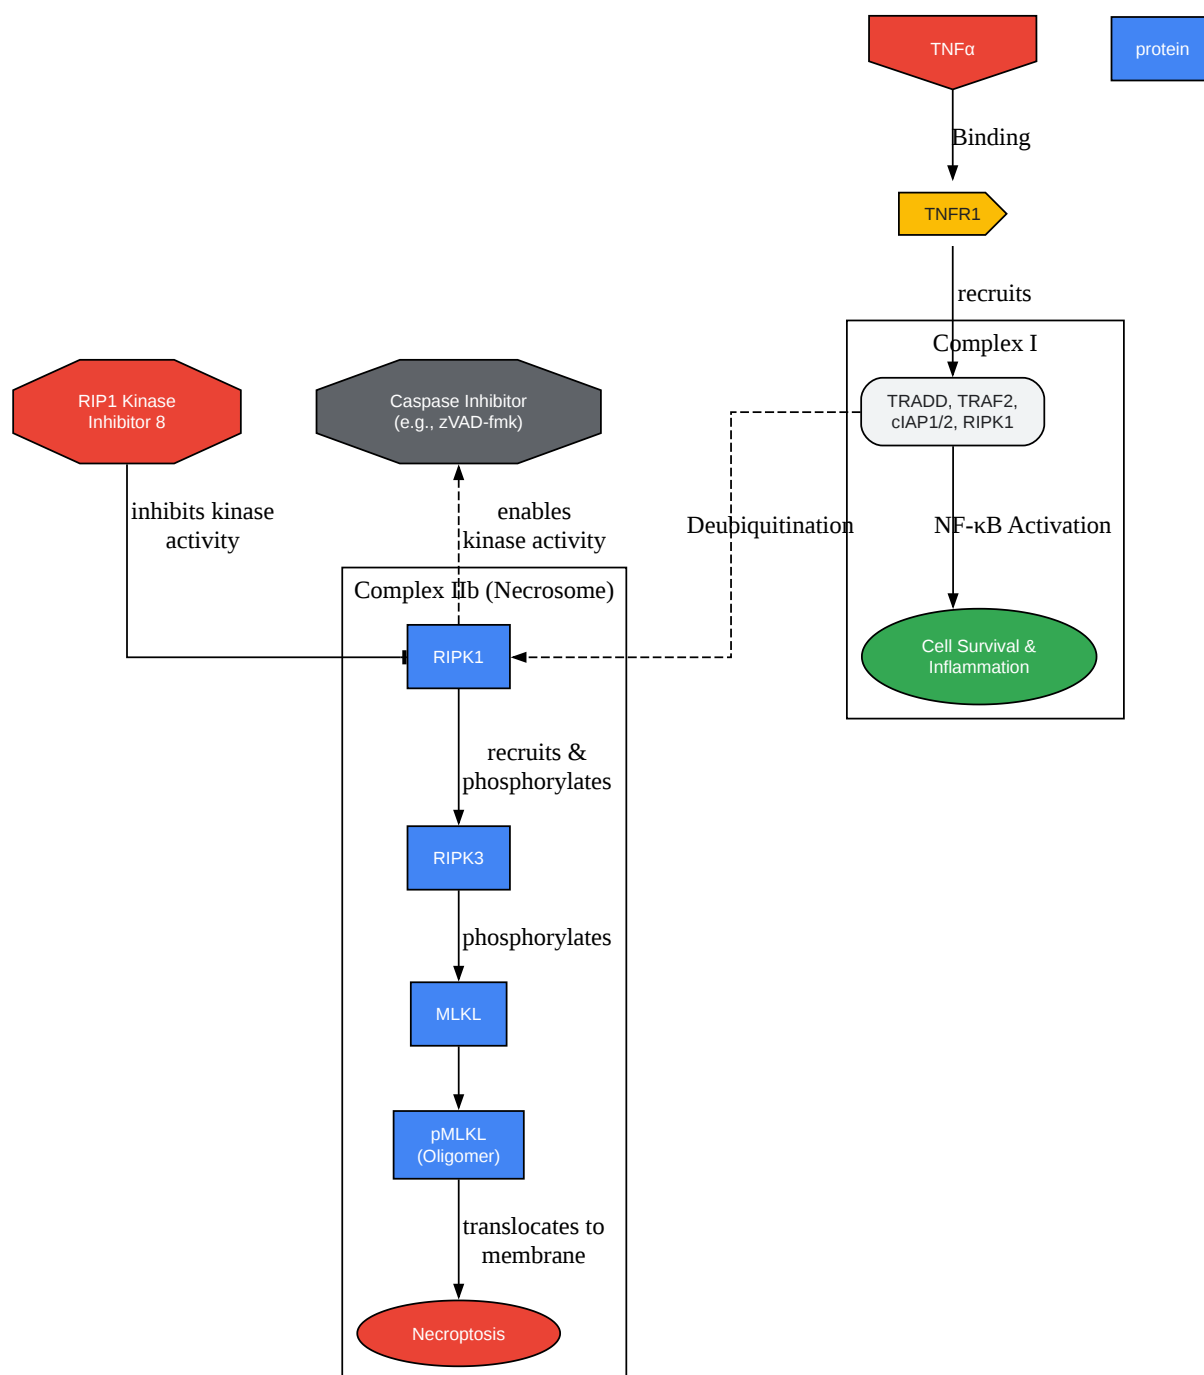 TNFα
protein
Binding
TNFR1
recruits
Complex I
TRADD, TRAF2,
cIAP1/2, RIPK1
RIP1 Kinase
Inhibitor 8
Caspase Inhibitor
(e.g., zVAD-fmk)
inhibits kinase
activity
enables
kinase activity
Deubiquitination
NF-κB Activation
Complex IIb (Necrosome)
RIPK1
Cell Survival &
Inflammation
recruits &
phosphorylates
RIPK3
phosphorylates
MLKL
pMLKL
(Oligomer)
translocates to
membrane
Necroptosis